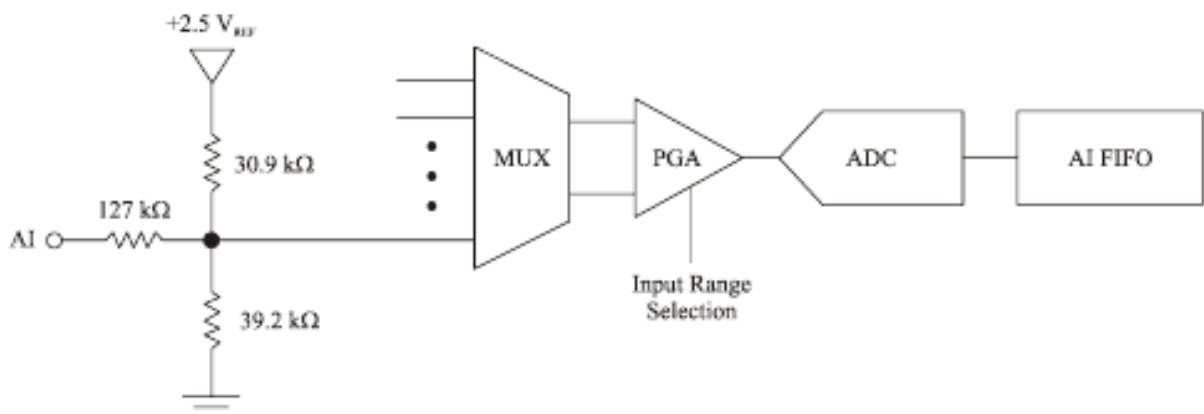 +2.5 VREF
30.9 kΩ
127 kΩ
AI
39.2 kΩ
MUX
PGA
ADC
AI FIFO
Input Range
Selection